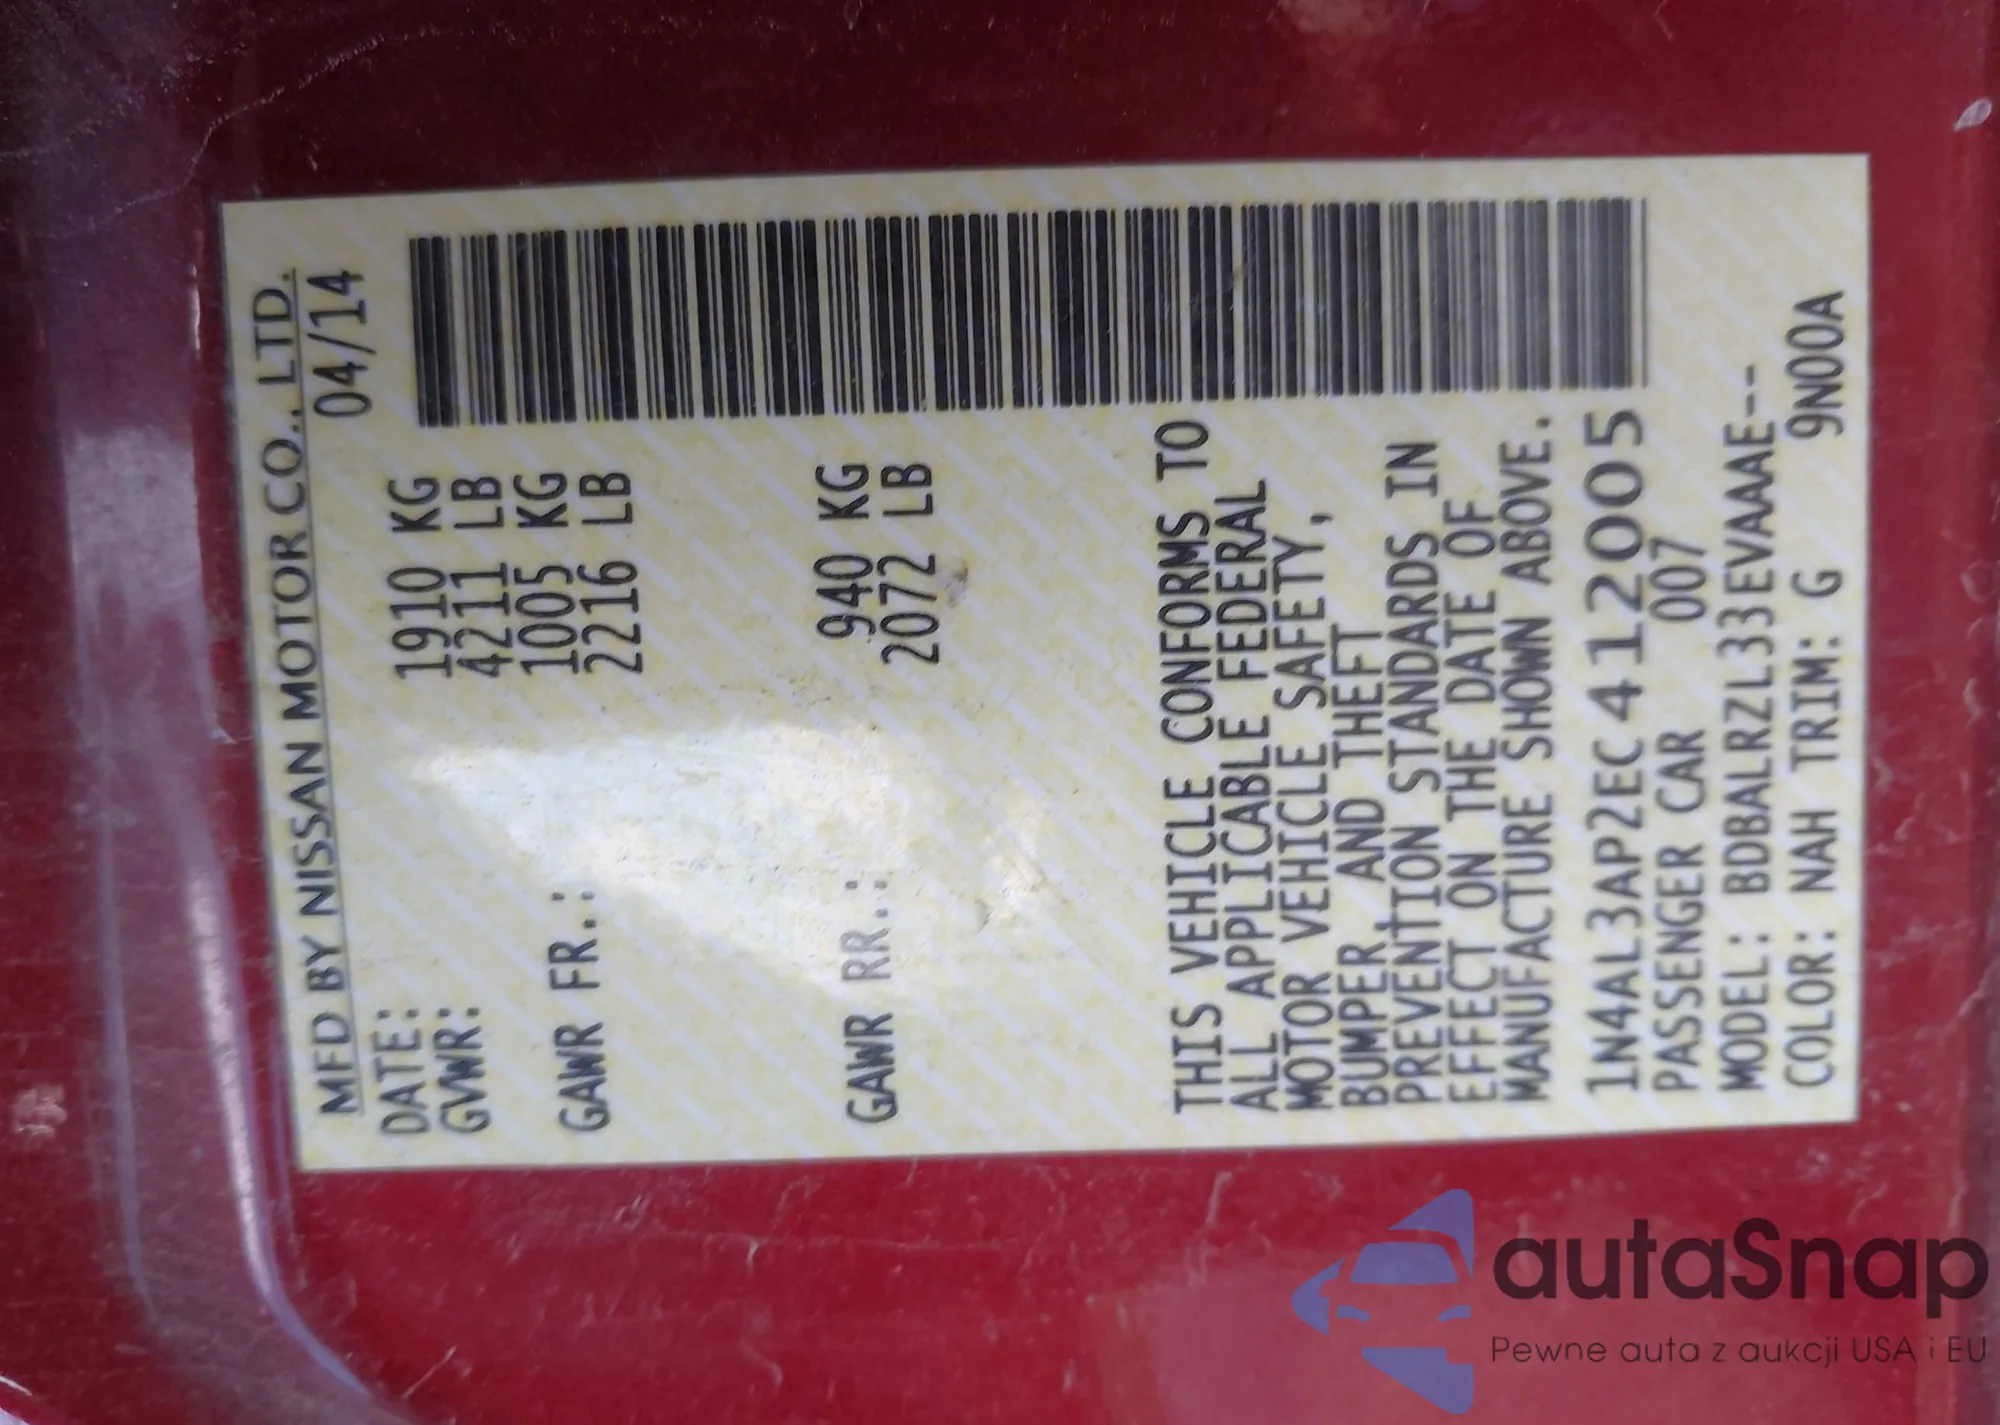 MFD BY NISSAN MOTOR CO., LTD.
DATE: 04/14
GVWR: 1910 KG
4211 LB
GAWR FR.: 1005 KG
2216 LB
GAWR RR.: 940 KG
2072 LB
THIS VEHICLE CONFORMS TO
ALL APPLICABLE FEDERAL
MOTOR VEHICLE SAFETY,
BUMPER, AND THEFT
PREVENTION STANDARDS IN
EFFECT ON THE DATE OF
MANUFACTURE SHOWN ABOVE.
1N4AL3AP2EC412005
PASSENGER CAR 007
MODEL: BDBALRZL33EVAAAE--
COLOR: NAH TRIM: G 9N00A
autaSnap
Pewne auta z aukcji USA i EU